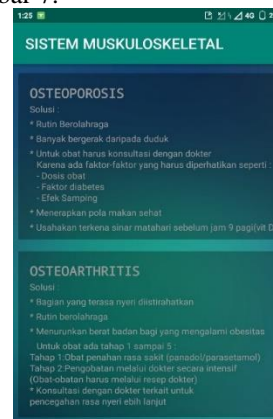 1:25
4G
SISTEM MUSKULOSKELETAL
OSTEOPOROSIS
Solusi :
* Rutin Berolahraga
* Banyak bergerak daripada duduk
* Untuk obat harus konsultasi dengan dokter
Karena ada faktor-faktor yang harus diperhatikan seperti :
- Dosis obat
- Faktor diabetes
- Efek Samping
* Menerapkan pola makan sehat
* Usahakan terkena sinar matahari sebelum jam 9 pagi(vit D
OSTEOARTHRITIS
Solusi :
* Bagian yang terasa nyeri diistirahatkan
* Rutin berolahraga
* Menurunkan berat badan bagi yang mengalami obesitas
Untuk obat ada tahap 1 sampai 5 :
Tahap 1:Obat penahan rasa sakit (panadol/parasetamol)
Tahap 2:Pengobatan melalui dokter secara intensif
(Obat-obatan harus melalui resep dokter)
* Konsultasi dengan dokter terkait untuk
pencegahan rasa nyeri ebih lanjut